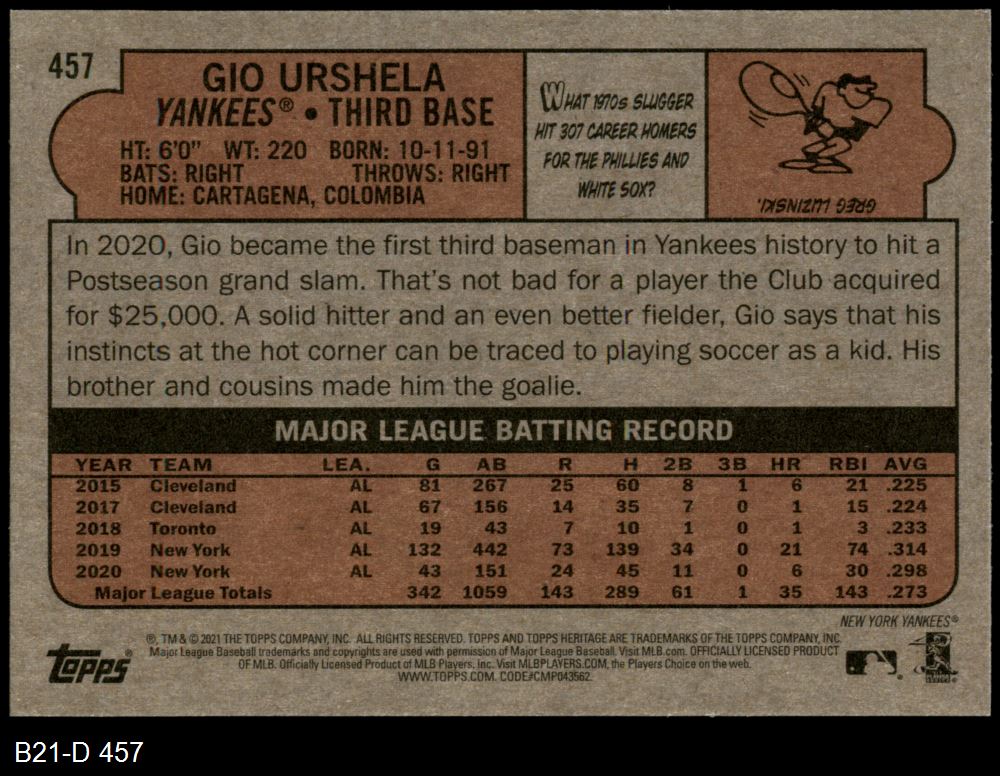 457
GIO URSHELA
YANKEES® • THIRD BASE
HT: 6'0" WT: 220 BORN: 10-11-91
BATS: RIGHT THROWS: RIGHT
HOME: CARTAGENA, COLOMBIA
WHAT 1970s SLUGGER
HIT 307 CAREER HOMERS
FOR THE PHILLIES AND
WHITE SOX?
GREG LUZINSKI.
In 2020, Gio became the first third baseman in Yankees history to hit a
Postseason grand slam. That's not bad for a player the Club acquired
for $25,000. A solid hitter and an even better fielder, Gio says that his
instincts at the hot corner can be traced to playing soccer as a kid. His
brother and cousins made him the goalie.
MAJOR LEAGUE BATTING RECORD
YEAR TEAM LEA. G AB R H 2B 3B HR RBI AVG
2015 Cleveland AL 81 267 25 60 8 1 6 21 .225
2017 Cleveland AL 67 156 14 35 7 0 1 15 .224
2018 Toronto AL 19 43 7 10 1 0 1 3 .233
2019 New York AL 132 442 73 139 34 0 21 74 .314
2020 New York AL 43 151 24 45 11 0 6 30 .298
Major League Totals 342 1059 143 289 61 1 35 143 .273
NEW YORK YANKEES®
Topps®
®, TM & © 2021 THE TOPPS COMPANY, INC. ALL RIGHTS RESERVED. TOPPS AND TOPPS HERITAGE ARE TRADEMARKS OF THE TOPPS COMPANY, INC.
Major League Baseball trademarks and copyrights are used with permission of Major League Baseball. Visit MLB.com. OFFICIALLY LICENSED PRODUCT
OF MLB. Officially Licensed Product of MLB Players, Inc. Visit MLBPLAYERS.COM, the Players Choice on the web.
WWW.TOPPS.COM. CODE#CMP043562.
B21-D 457